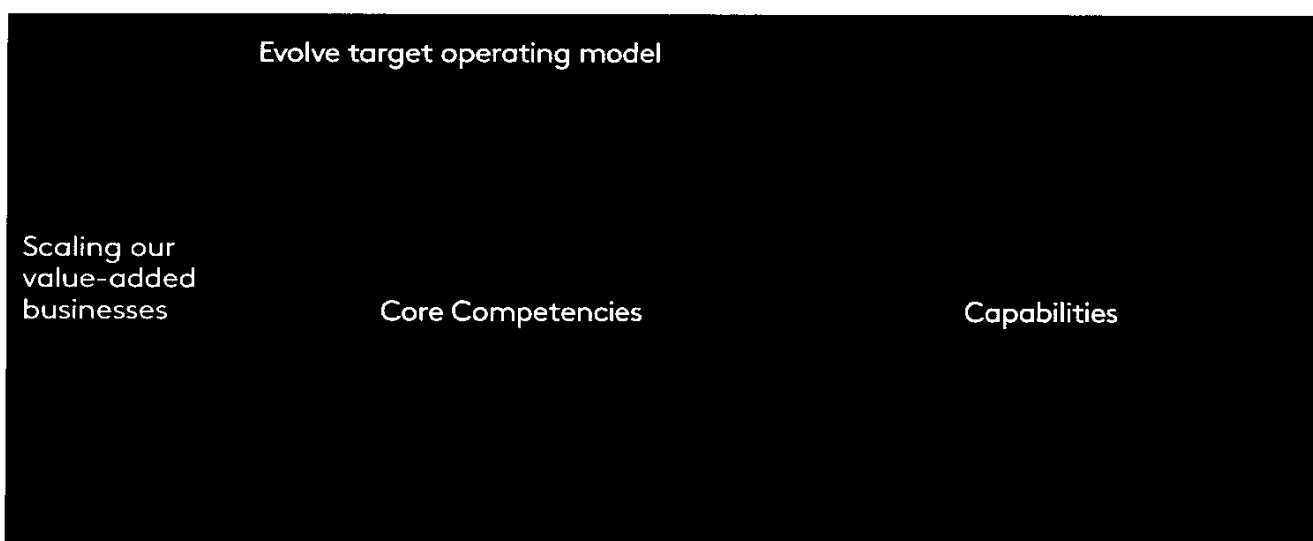 Evolve target operating model
Scaling our
value-added
businesses
Core Competencies
Capabilities